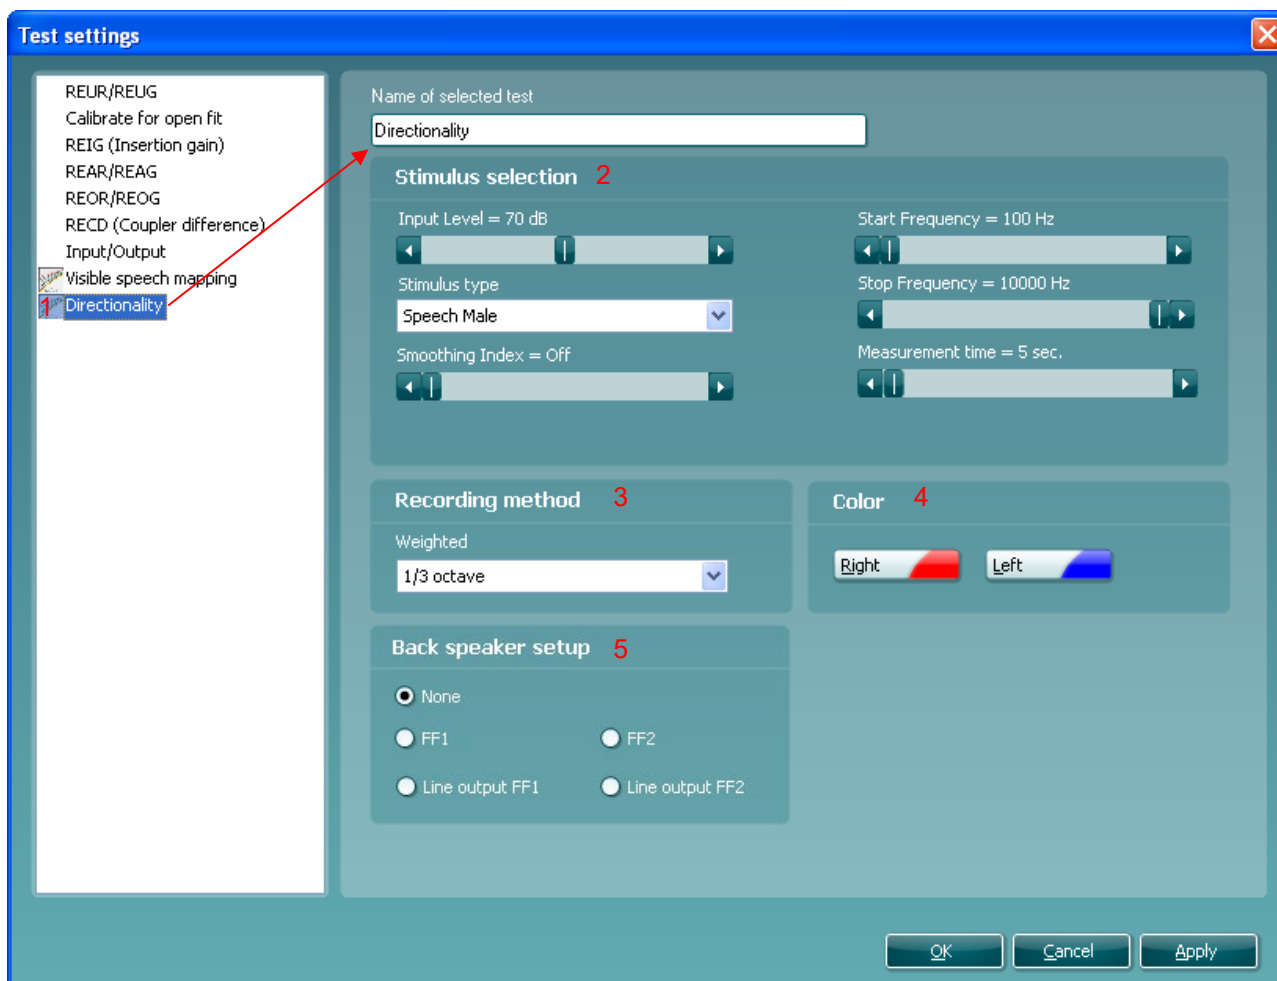 Test settings
REUR/REUG
Calibrate for open fit
REIG (Insertion gain)
REAR/REAG
REOR/REOG
RECD (Coupler difference)
Input/Output
Visible speech mapping
1 Directionality
Name of selected test
Directionality
Stimulus selection 2
Input Level = 70 dB
Stimulus type
Speech Male
Smoothing Index = Off
Start Frequency = 100 Hz
Stop Frequency = 10000 Hz
Measurement time = 5 sec.
Recording method 3
Weighted
1/3 octave
Color 4
Right Left
Back speaker setup 5
None
FF1 FF2
Line output FF1 Line output FF2
OK Cancel Apply